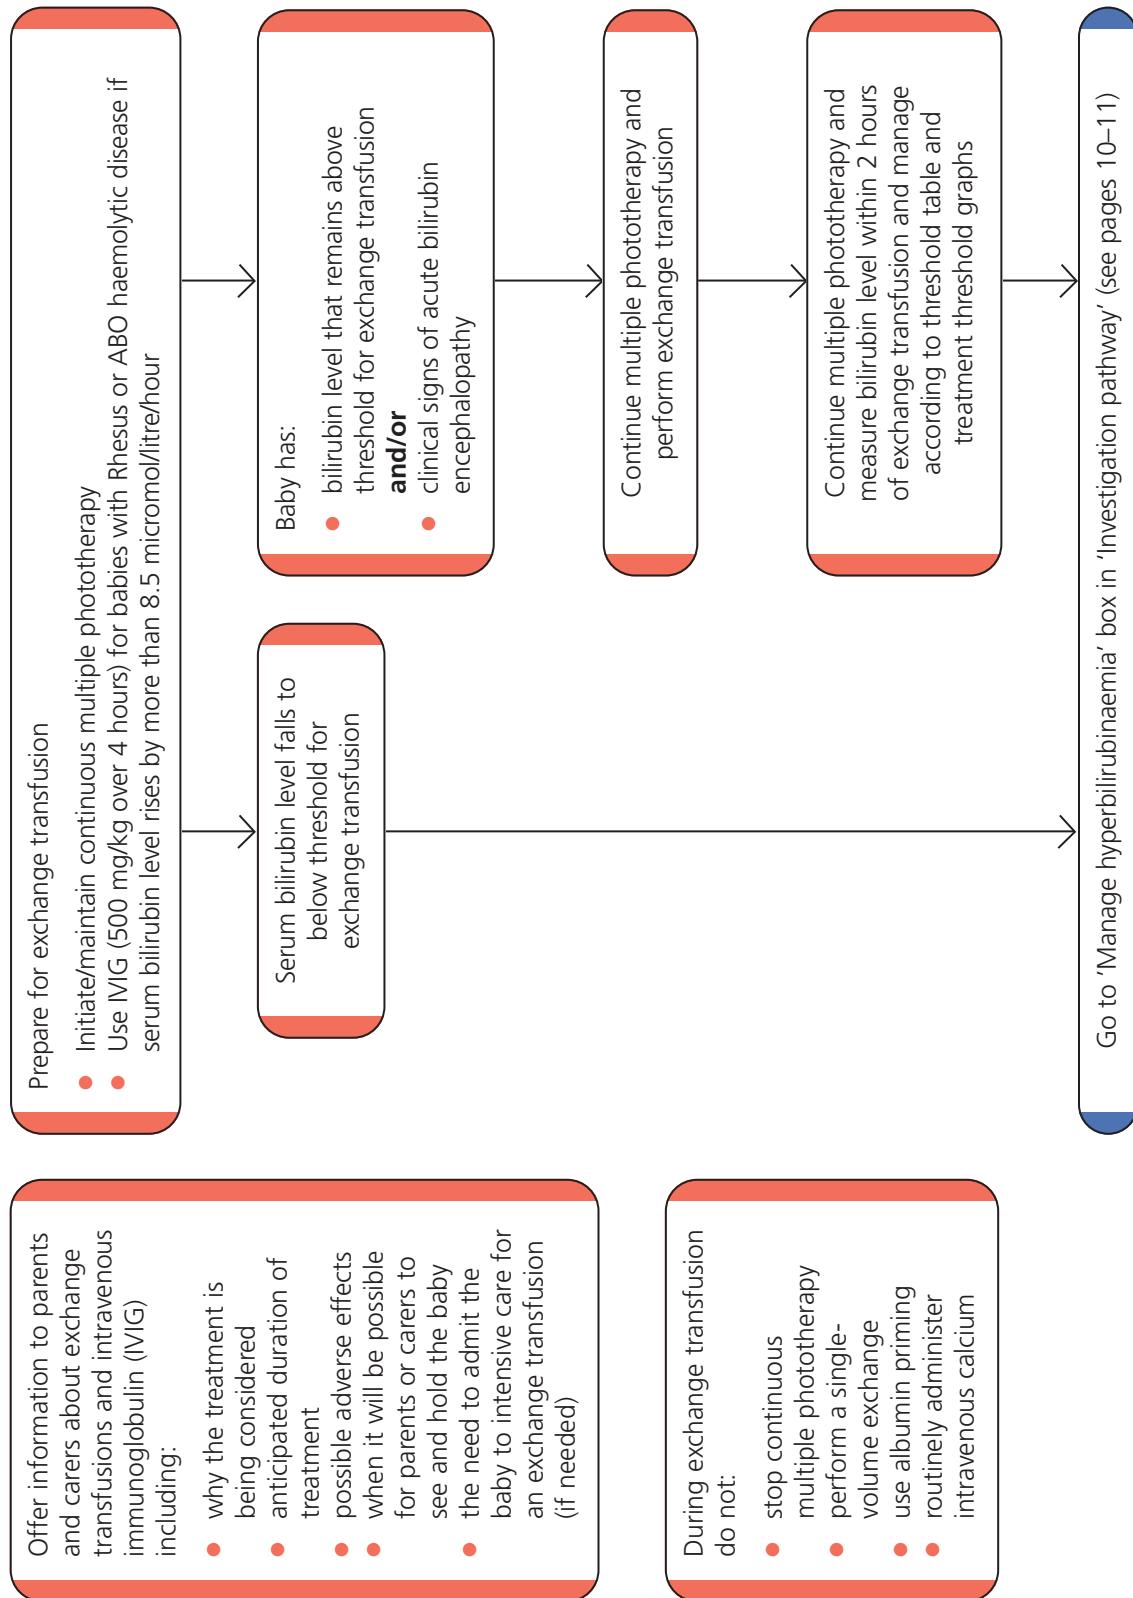 Offer information to parents
and carers about exchange
transfusions and intravenous
immunoglobulin (IVIG)
including:
● why the treatment is
being considered
● anticipated duration of
treatment
● possible adverse effects
● when it will be possible
for parents or carers to
see and hold the baby
● the need to admit the
baby to intensive care for
an exchange transfusion
(if needed)
During exchange transfusion
do not:
● stop continuous
multiple phototherapy
● perform a single-
volume exchange
● use albumin priming
● routinely administer
intravenous calcium
Prepare for exchange transfusion
● Initiate/maintain continuous multiple phototherapy
● Use IVIG (500 mg/kg over 4 hours) for babies with Rhesus or ABO haemolytic disease if
serum bilirubin level rises by more than 8.5 micromol/litre/hour
Serum bilirubin level falls to
below threshold for
exchange transfusion
Baby has:
● bilirubin level that remains above
threshold for exchange transfusion
and/or
● clinical signs of acute bilirubin
encephalopathy
Continue multiple phototherapy and
perform exchange transfusion
Continue multiple phototherapy and
measure bilirubin level within 2 hours
of exchange transfusion and manage
according to threshold table and
treatment threshold graphs
Go to ‘Manage hyperbilirubinaemia’ box in ‘Investigation pathway’ (see pages 10–11)